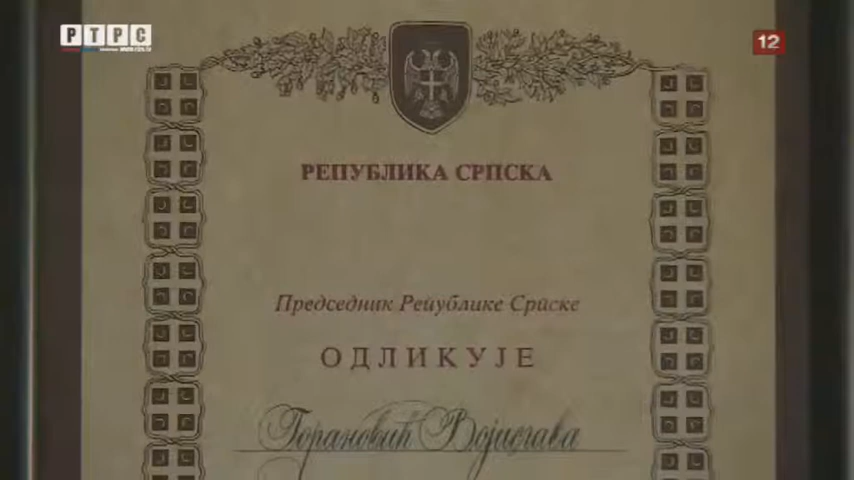 РТРС
12
РЕПУБЛИКА СРПСКА
Председник Републике Српске
ОДЛИКУЈЕ
Горановић Војислава